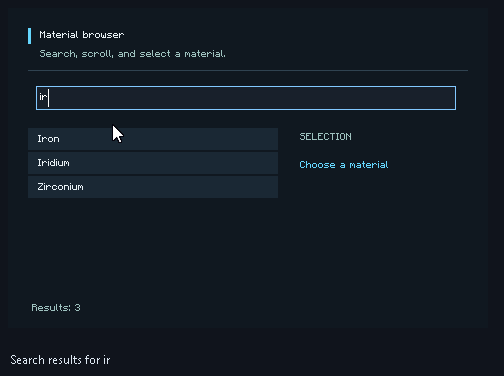 Material browser
Search, scroll, and select a material.
ir
Iron
Iridium
Zirconium
SELECTION
Choose a material
Results: 3
Search results for ir